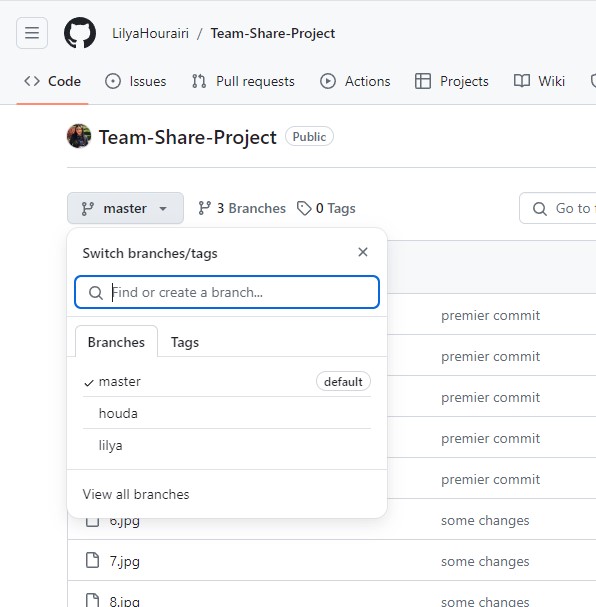 LilyaHourairi / Team-Share-Project
Code Issues Pull requests Actions Projects Wiki
Team-Share-Project Public
master 3 Branches 0 Tags Go to
Switch branches/tags
Find or create a branch...
premier commit
Branches Tags
premier commit
master default
premier commit
houda
premier commit
lilya
premier commit
View all branches
6.jpg some changes
7.jpg some changes
8.jpg some changes